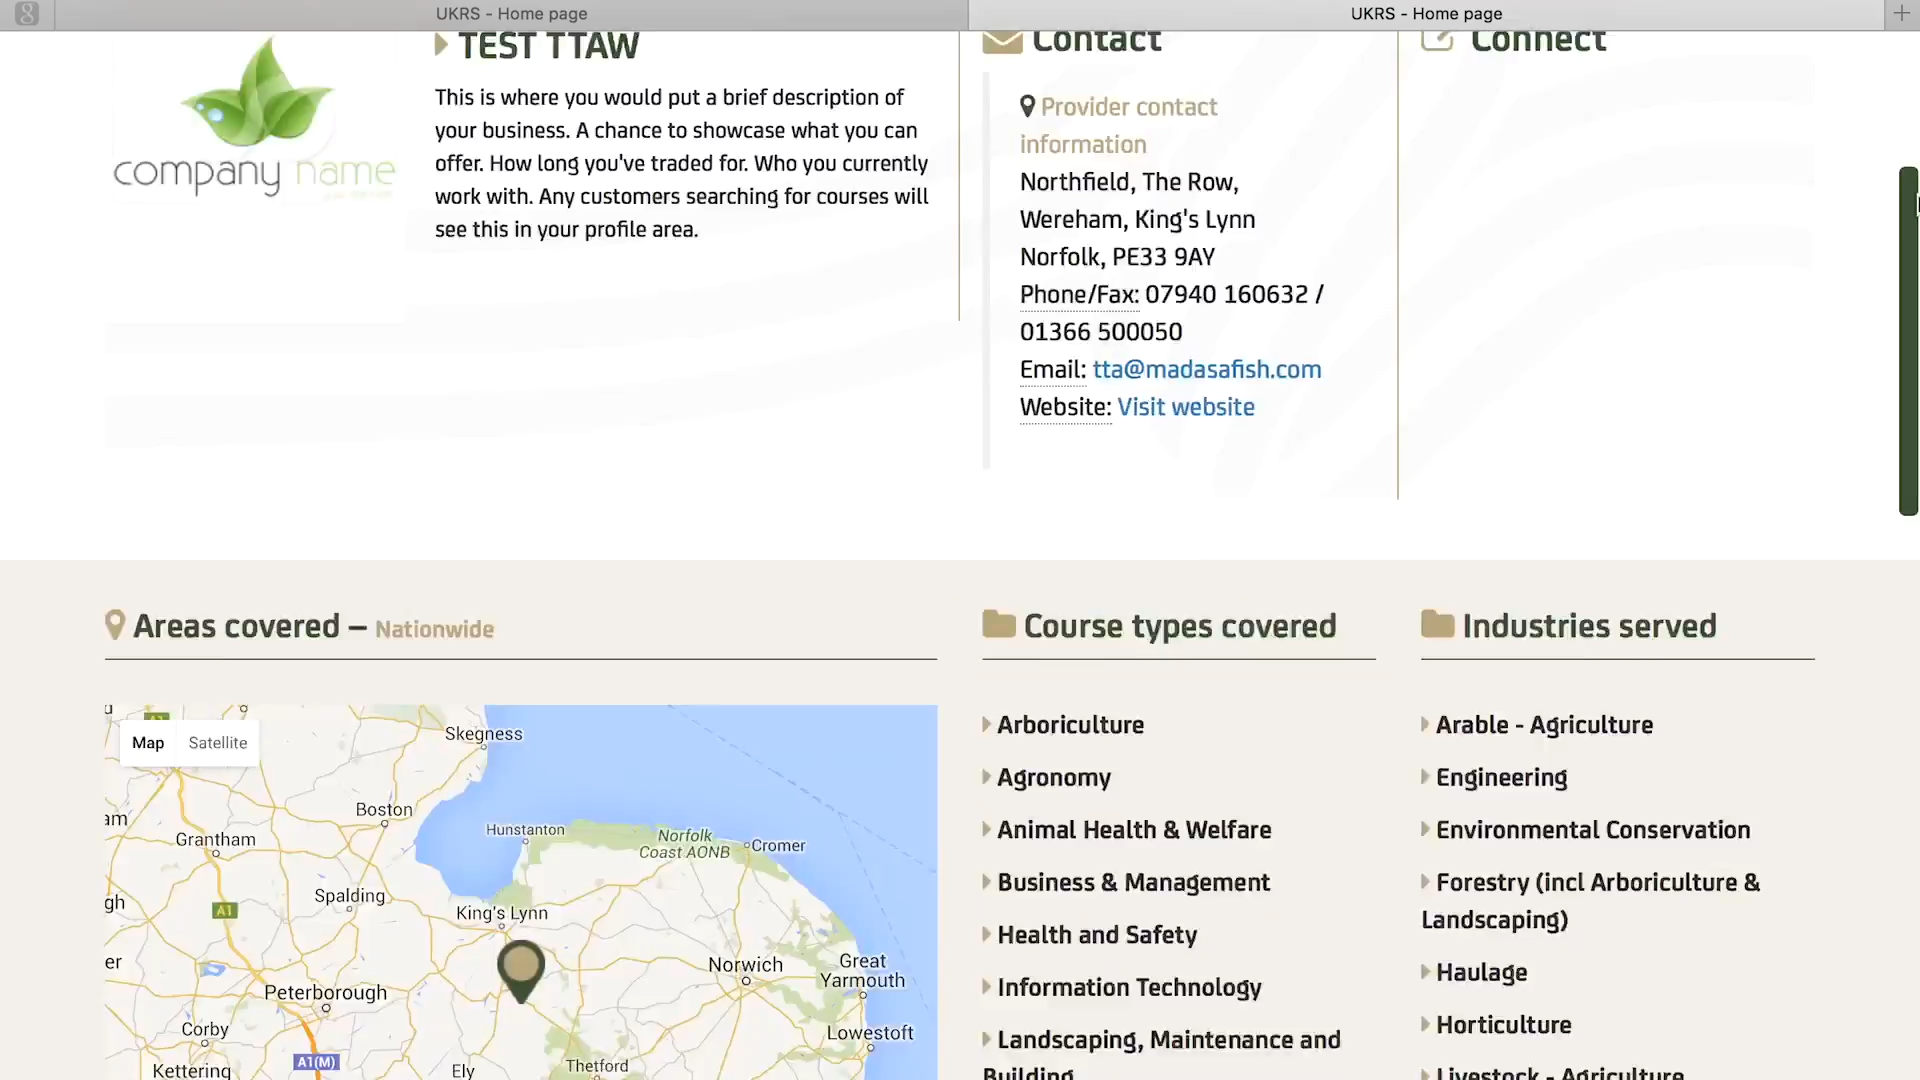 UKRS - Home page
UKRS - Home page
TEST TTAW
company name
This is where you would put a brief description of
your business. A chance to showcase what you can
offer. How long you've traded for. Who you currently
work with. Any customers searching for courses will
see this in your profile area.
Contact
Provider contact
information
Northfield, The Row,
Wereham, King's Lynn
Norfolk, PE33 9AY
Phone/Fax: 07940 160632 /
01366 500050
Email: tta@madasafish.com
Website: Visit website
Connect
Areas covered – Nationwide
Map
Satellite
Skegness
Boston
Grantham
Hunstanton
Norfolk
Coast AONB
Cromer
Spalding
King's Lynn
gh
A1
er
am
Norwich
Great
Yarmouth
Peterborough
Corby
Lowestoft
A1(M)
Kettering
Ely
Thetford
Course types covered
Arboriculture
Agronomy
Animal Health & Welfare
Business & Management
Health and Safety
Information Technology
Landscaping, Maintenance and
Building
Industries served
Arable - Agriculture
Engineering
Environmental Conservation
Forestry (incl Arboriculture &
Landscaping)
Haulage
Horticulture
Livestock - Agriculture